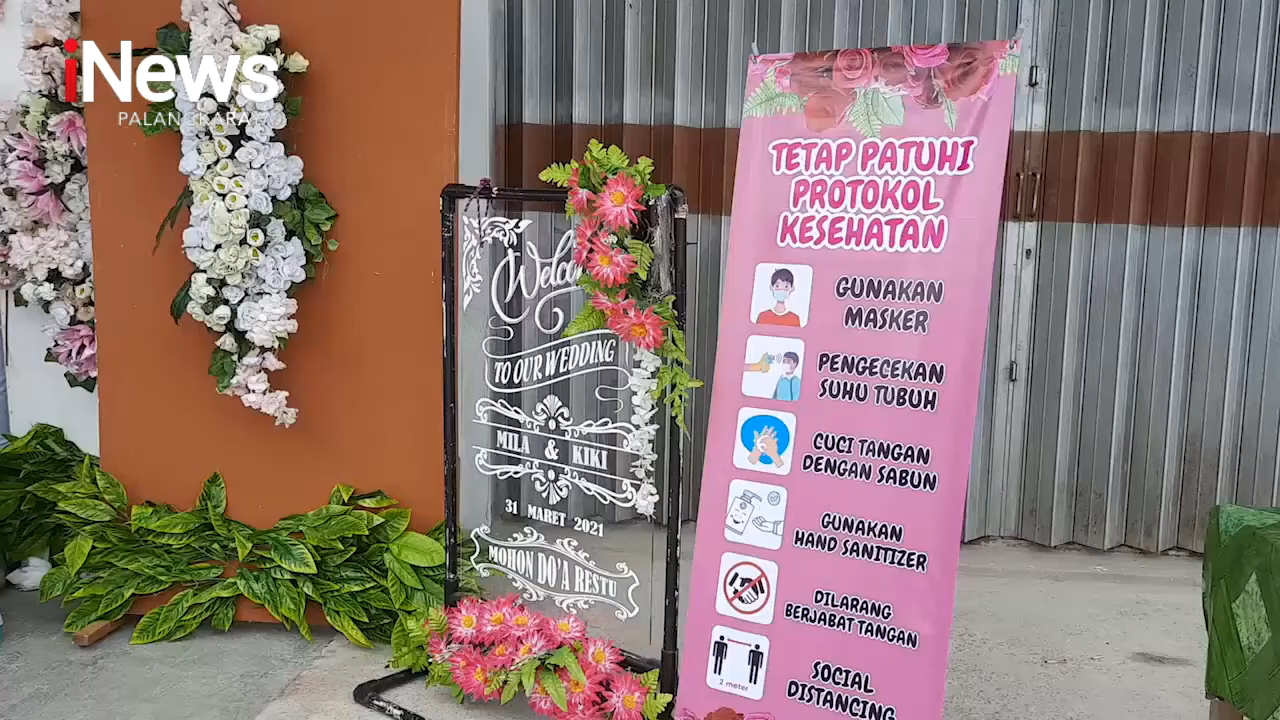 iNews
PALANGKARAYA
Welcome
TO OUR WEDDING
MILA & KIKI
31 MARET 2021
MOHON DO'A RESTU
TETAP PATUHI
PROTOKOL
KESEHATAN
GUNAKAN
MASKER
PENGECEKAN
SUHU TUBUH
CUCI TANGAN
DENGAN SABUN
GUNAKAN
HAND SANITIZER
DILARANG
BERJABAT TANGAN
2 meter
SOCIAL
DISTANCING